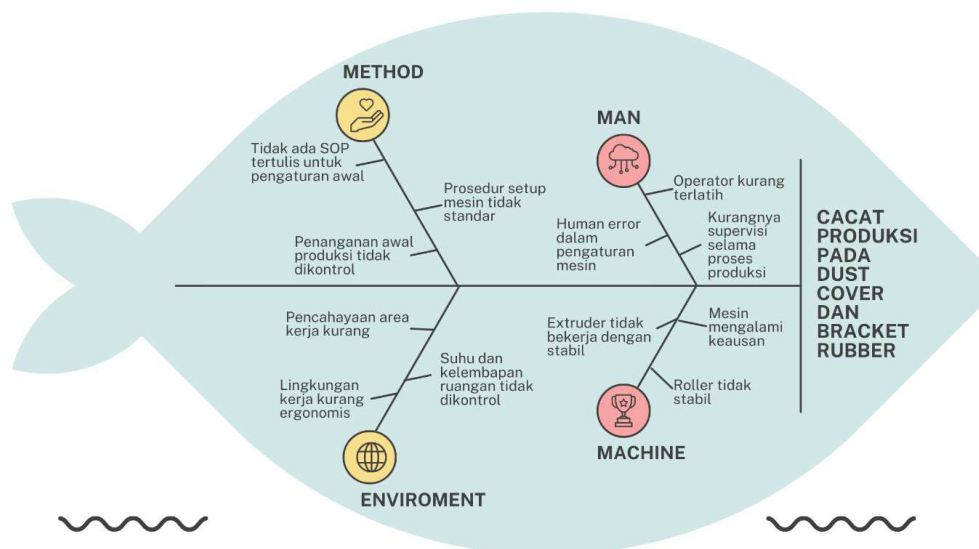 METHOD
Tidak ada SOP
tertulis untuk
pengaturan awal
Prosedur setup
mesin tidak
standar
Penanganan awal
produksi tidak
dikontrol
MAN
Operator kurang
terlatih
Human error
dalam
pengaturan
mesin
Kurangnya
supervisi
selama
proses
produksi
Pencahayaan area
kerja kurang
Suhu dan
kelembapan
ruangan tidak
dikontrol
Lingkungan
kerja kurang
ergonomis
ENVIROMENT
Extruder tidak
bekerja dengan
stabil
Mesin
mengalami
keausan
Roller tidak
stabil
MACHINE
CACAT
PRODUKSI
PADA
DUST
COVER
DAN
BRACKET
RUBBER